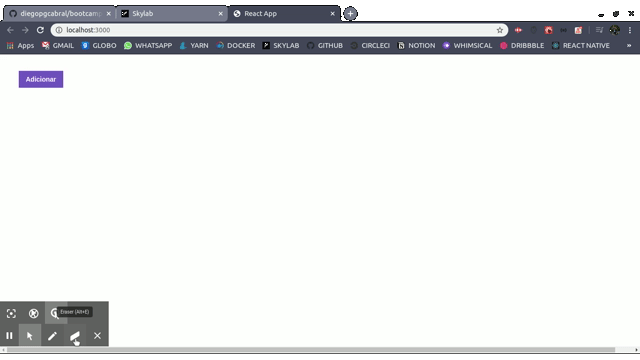 diegopgcabral/bootcam Skylab React App
localhost:3000
Apps GMAIL GLOBO WHATSAPP YARN DOCKER SKYLAB GITHUB CIRCLECI NOTION WHIMSICAL DRIBBBLE REACT NATIVE »
Adicionar
Eraser (Alt+E)